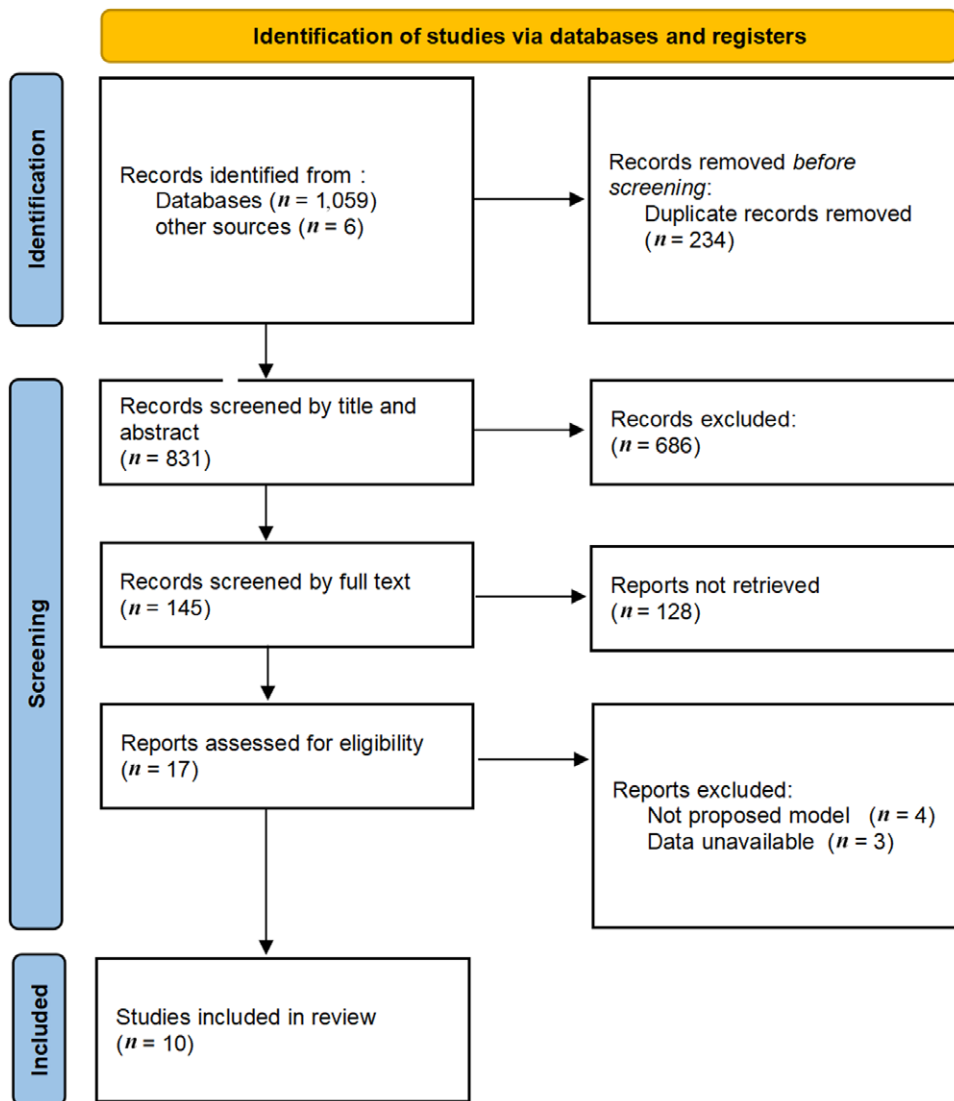 Identification of studies via databases and registers
Identification
Records identified from :
Databases (n = 1,059)
other sources (n = 6)
Records removed before
screening:
Duplicate records removed
(n = 234)
Screening
Records screened by title and
abstract
(n = 831)
Records excluded:
(n = 686)
Records screened by full text
(n = 145)
Reports not retrieved
(n = 128)
Reports assessed for eligibility
(n = 17)
Reports excluded:
Not proposed model (n = 4)
Data unavailable (n = 3)
Included
Studies included in review
(n = 10)